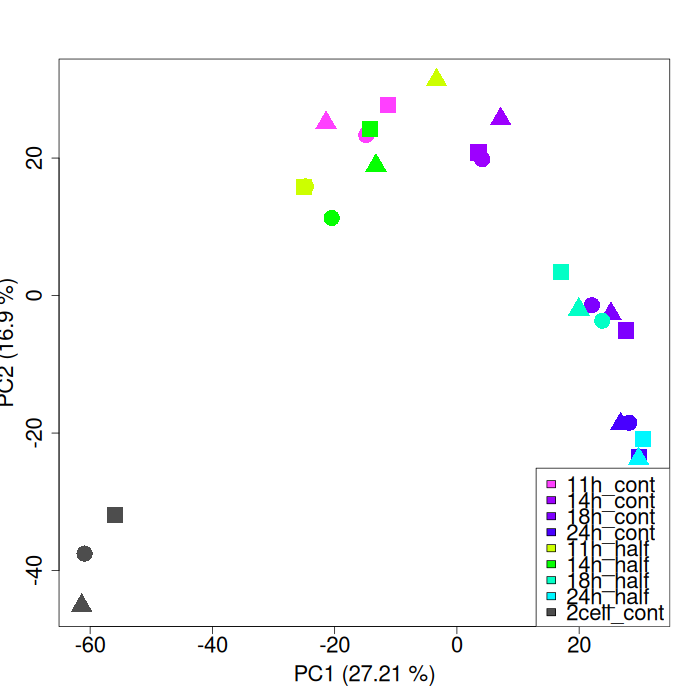 20
0
-20
-40
PC2 (16.9 %)
11h_cont
14h_cont
18h_cont
24h_cont
11h_half
14h_half
18h_half
24h_half
2cell_cont
-60 -40 -20 0 20
PC1 (27.21 %)